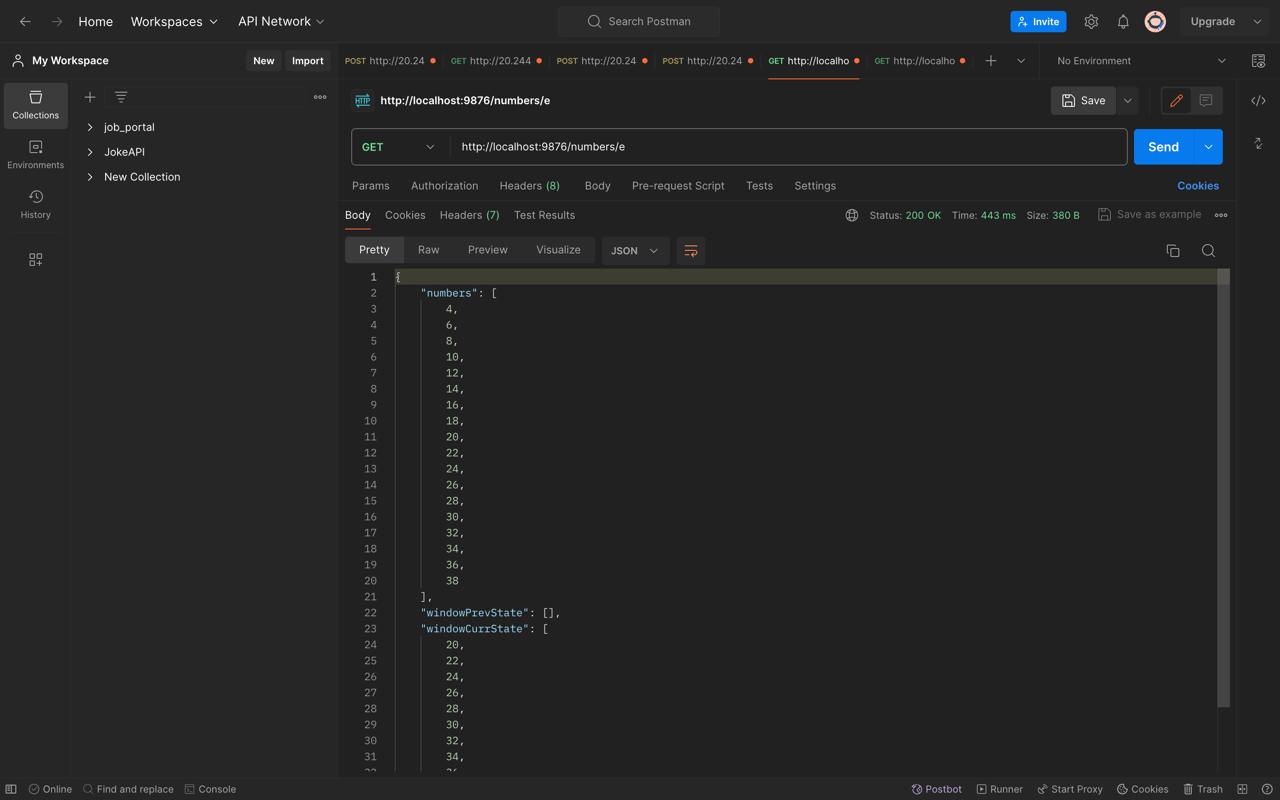 Home Workspaces API Network Search Postman Invite Upgrade
My Workspace New Import POST http://20.24 GET http://20.244 POST http://20.24 POST http://20.24 GET http://localho GET http://localho No Environment
Collections
Environments
History
job_portal
JokeAPI
New Collection
HTTP http://localhost:9876/numbers/e Save
GET http://localhost:9876/numbers/e Send
Params Authorization Headers (8) Body Pre-request Script Tests Settings Cookies
Body Cookies Headers (7) Test Results Status: 200 OK Time: 443 ms Size: 380 B Save as example
Pretty Raw Preview Visualize JSON
1 {
2 "numbers": [
3 4,
4 6,
5 8,
6 10,
7 12,
8 14,
9 16,
10 18,
11 20,
12 22,
13 24,
14 26,
15 28,
16 30,
17 32,
18 34,
19 36,
20 38
21 ],
22 "windowPrevState": [],
23 "windowCurrState": [
24 20,
25 22,
26 24,
27 26,
28 28,
29 30,
30 32,
31 34,
Online Find and replace Console Postbot Runner Start Proxy Cookies Trash